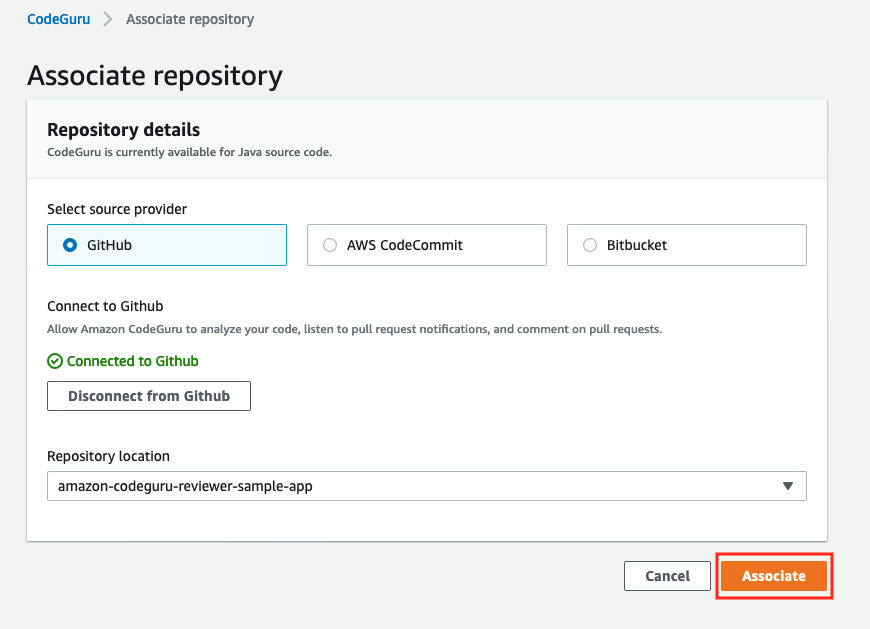 CodeGuru > Associate repository
Associate repository
Repository details
CodeGuru is currently available for Java source code.
Select source provider
GitHub AWS CodeCommit Bitbucket
Connect to Github
Allow Amazon CodeGuru to analyze your code, listen to pull request notifications, and comment on pull requests.
Connected to Github
Disconnect from Github
Repository location
amazon-codeguru-reviewer-sample-app
Cancel Associate